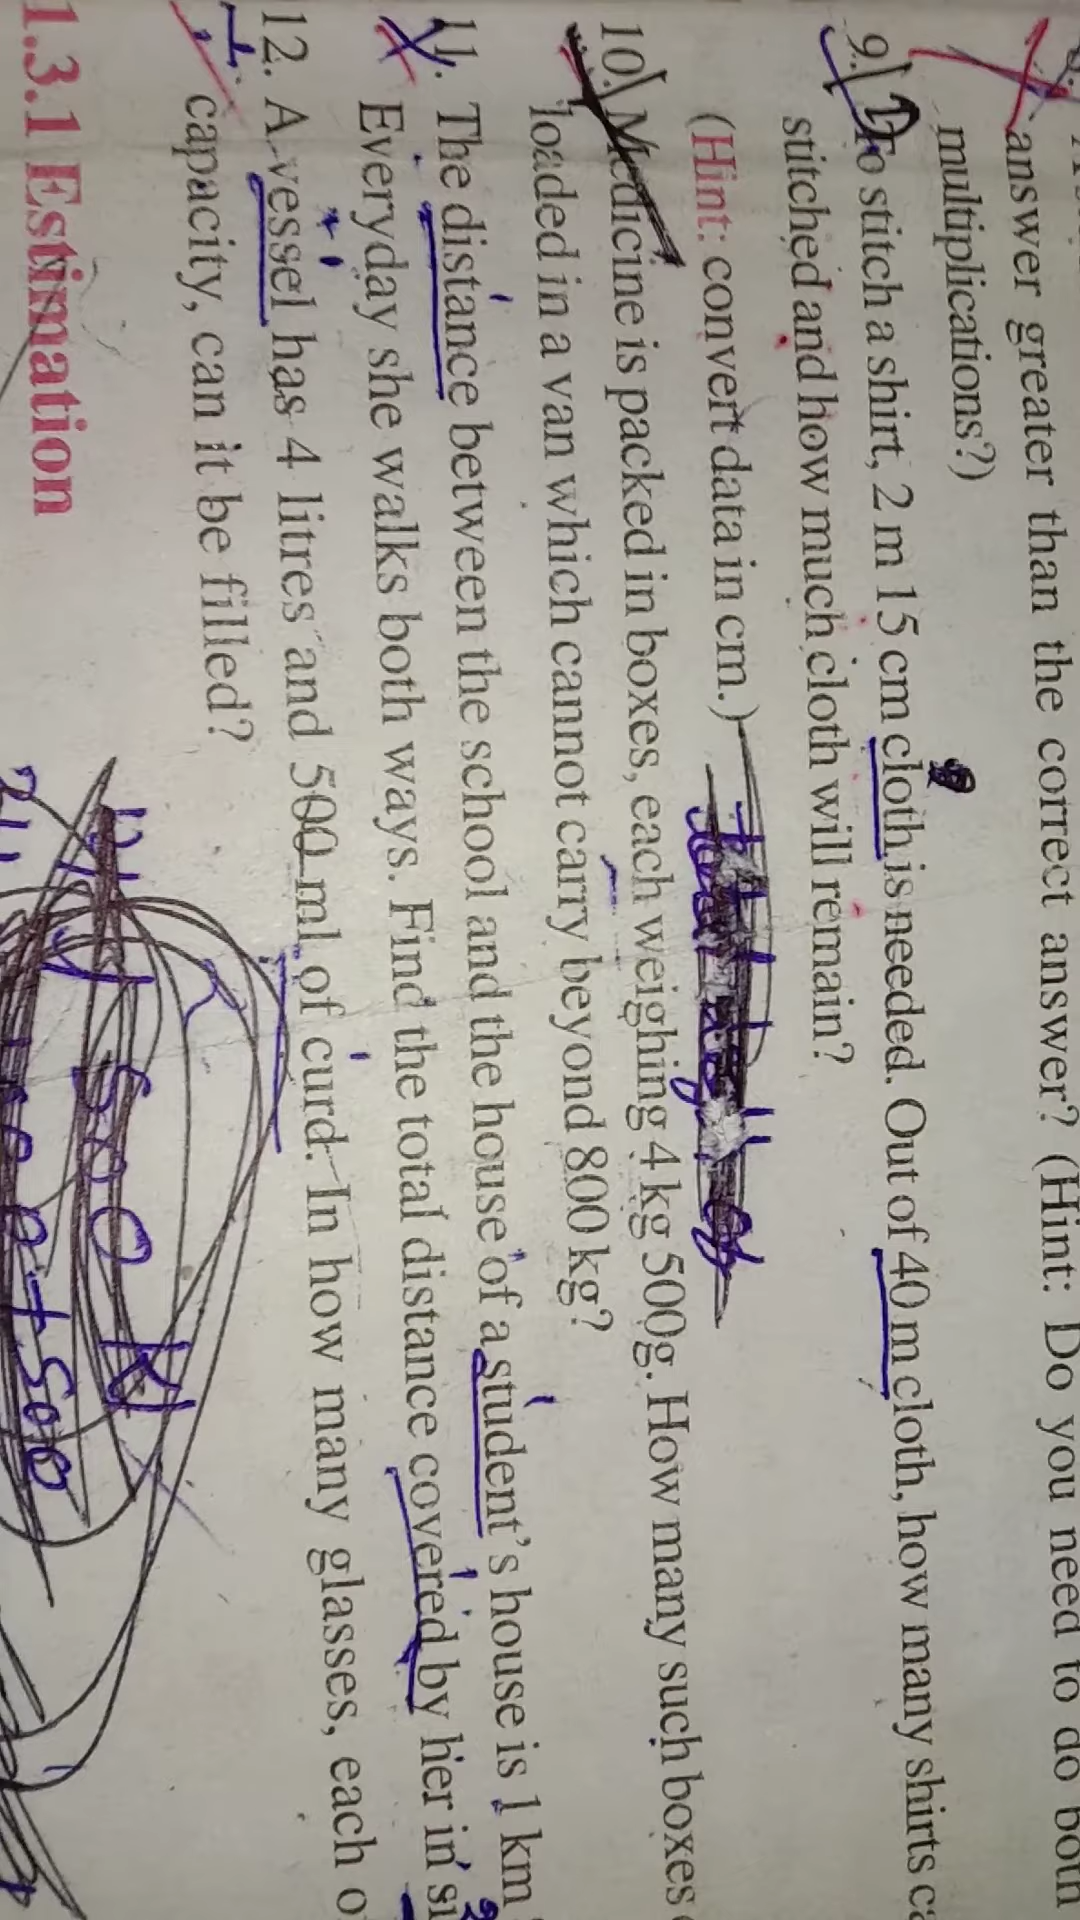 answer greater than the correct answer? (Hint: Do you need to do both
multiplications?)
9. To stitch a shirt, 2 m 15 cm cloth is needed. Out of 40 m cloth, how many shirts
stitched and how much cloth will remain?
(Hint: convert data in cm.)
10. Medicine is packed in boxes, each weighing 4 kg 500g. How many such boxes
loaded in a van which cannot carry beyond 800 kg?
11. The distance between the school and the house of a student's house is 1 km
Everyday she walks both ways. Find the total distance covered by her in
12. A vessel has 4 litres and 500 ml of curd. In how many glasses, each
capacity, can it be filled?
1.3.1 Estimation